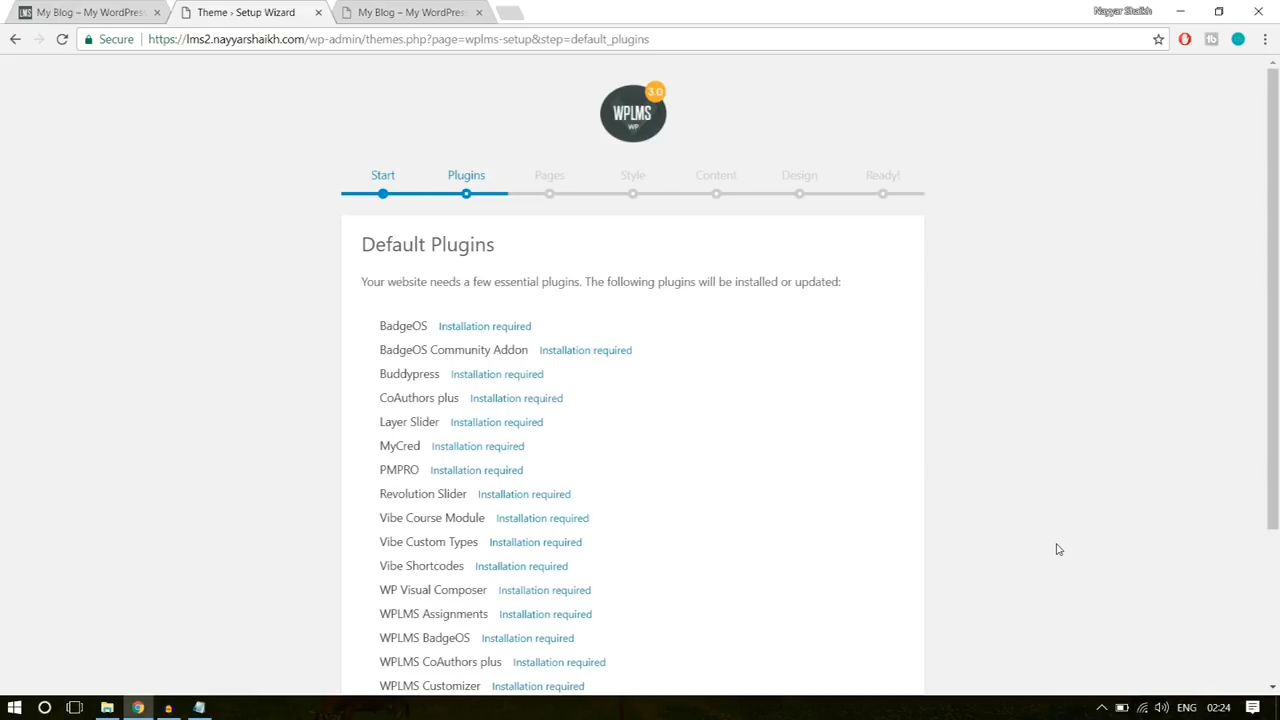 LMS My Blog – My WordPress
Theme › Setup Wizard
My Blog – My WordPress
Nayyar Shaikh
Secure
https://lms2.nayyarshaikh.com/wp-admin/themes.php?page=wplms-setup&step=default_plugins
3.0
WPLMS
WP
Start
Plugins
Pages
Style
Content
Design
Ready!
Default Plugins
Your website needs a few essential plugins. The following plugins will be installed or updated:
BadgeOS Installation required
BadgeOS Community Addon Installation required
Buddypress Installation required
CoAuthors plus Installation required
Layer Slider Installation required
MyCred Installation required
PMPRO Installation required
Revolution Slider Installation required
Vibe Course Module Installation required
Vibe Custom Types Installation required
Vibe Shortcodes Installation required
WP Visual Composer Installation required
WPLMS Assignments Installation required
WPLMS BadgeOS Installation required
WPLMS CoAuthors plus Installation required
WPLMS Customizer Installation required
ENG 02:24